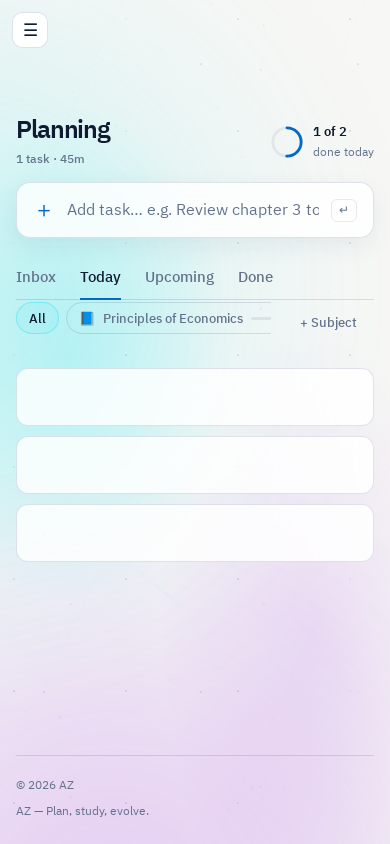 Planning
1 task · 45m
1 of 2
done today
+ Add task… e.g. Review chapter 3 to ↵
Inbox Today Upcoming Done
All 📘 Principles of Economics + Subject
© 2026 AZ
AZ — Plan, study, evolve.